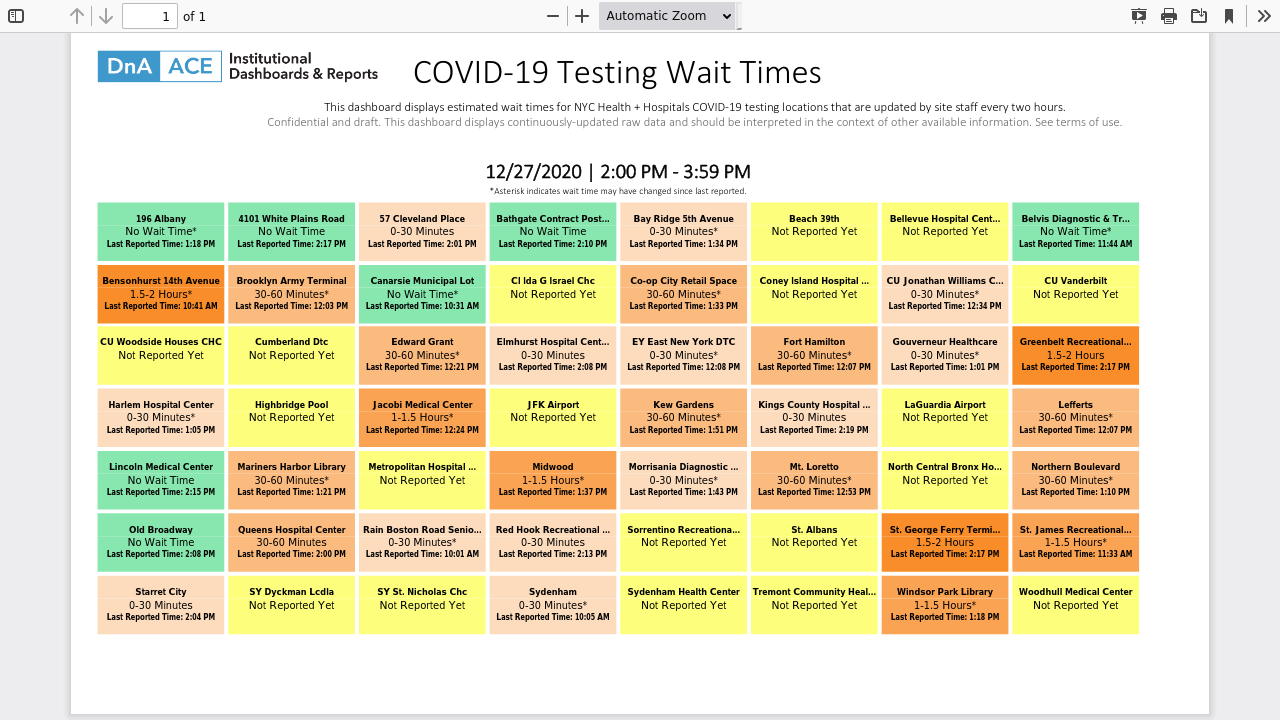 1 of 1
Automatic Zoom
DnA ACE Institutional
Dashboards & Reports
COVID-19 Testing Wait Times
This dashboard displays estimated wait times for NYC Health + Hospitals COVID-19 testing locations that are updated by site staff every two hours.
Confidential and draft. This dashboard displays continuously-updated raw data and should be interpreted in the context of other available information. See terms of use.
12/27/2020 | 2:00 PM - 3:59 PM
*Asterisk indicates wait time may have changed since last reported.
196 Albany
No Wait Time*
Last Reported Time: 1:18 PM
4101 White Plains Road
No Wait Time
Last Reported Time: 2:17 PM
57 Cleveland Place
0-30 Minutes
Last Reported Time: 2:01 PM
Bathgate Contract Post...
No Wait Time
Last Reported Time: 2:10 PM
Bay Ridge 5th Avenue
0-30 Minutes*
Last Reported Time: 1:34 PM
Beach 39th
Not Reported Yet
Bellevue Hospital Cent...
Not Reported Yet
Belvis Diagnostic & Tr...
No Wait Time*
Last Reported Time: 11:44 AM
Bensonhurst 14th Avenue
1.5-2 Hours*
Last Reported Time: 10:41 AM
Brooklyn Army Terminal
30-60 Minutes*
Last Reported Time: 12:03 PM
Canarsie Municipal Lot
No Wait Time*
Last Reported Time: 10:31 AM
Cl Ida G Israel Chc
Not Reported Yet
Co-op City Retail Space
30-60 Minutes*
Last Reported Time: 1:33 PM
Coney Island Hospital ...
Not Reported Yet
CU Jonathan Williams C...
0-30 Minutes*
Last Reported Time: 12:34 PM
CU Vanderbilt
Not Reported Yet
CU Woodside Houses CHC
Not Reported Yet
Cumberland Dtc
Not Reported Yet
Edward Grant
30-60 Minutes*
Last Reported Time: 12:21 PM
Elmhurst Hospital Cent...
0-30 Minutes
Last Reported Time: 2:08 PM
EY East New York DTC
0-30 Minutes*
Last Reported Time: 12:08 PM
Fort Hamilton
30-60 Minutes*
Last Reported Time: 12:07 PM
Gouverneur Healthcare
0-30 Minutes*
Last Reported Time: 1:01 PM
Greenbelt Recreational...
1.5-2 Hours
Last Reported Time: 2:17 PM
Harlem Hospital Center
0-30 Minutes*
Last Reported Time: 1:05 PM
Highbridge Pool
Not Reported Yet
Jacobi Medical Center
1-1.5 Hours*
Last Reported Time: 12:24 PM
JFK Airport
Not Reported Yet
Kew Gardens
30-60 Minutes*
Last Reported Time: 1:51 PM
Kings County Hospital ...
0-30 Minutes
Last Reported Time: 2:19 PM
LaGuardia Airport
Not Reported Yet
Lefferts
30-60 Minutes*
Last Reported Time: 12:07 PM
Lincoln Medical Center
No Wait Time
Last Reported Time: 2:15 PM
Mariners Harbor Library
30-60 Minutes*
Last Reported Time: 1:21 PM
Metropolitan Hospital ...
Not Reported Yet
Midwood
1-1.5 Hours*
Last Reported Time: 1:37 PM
Morrisania Diagnostic ...
0-30 Minutes*
Last Reported Time: 1:43 PM
Mt. Loretto
30-60 Minutes*
Last Reported Time: 12:53 PM
North Central Bronx Ho...
Not Reported Yet
Northern Boulevard
30-60 Minutes*
Last Reported Time: 1:10 PM
Old Broadway
No Wait Time
Last Reported Time: 2:08 PM
Queens Hospital Center
30-60 Minutes
Last Reported Time: 2:00 PM
Rain Boston Road Senio...
0-30 Minutes*
Last Reported Time: 10:01 AM
Red Hook Recreational ...
0-30 Minutes
Last Reported Time: 2:13 PM
Sorrentino Recreationa...
Not Reported Yet
St. Albans
Not Reported Yet
St. George Ferry Termi...
1.5-2 Hours
Last Reported Time: 2:17 PM
St. James Recreational...
1-1.5 Hours*
Last Reported Time: 11:33 AM
Starret City
0-30 Minutes
Last Reported Time: 2:04 PM
SY Dyckman Lcdla
Not Reported Yet
SY St. Nicholas Chc
Not Reported Yet
Sydenham
0-30 Minutes*
Last Reported Time: 10:05 AM
Sydenham Health Center
Not Reported Yet
Tremont Community Heal...
Not Reported Yet
Windsor Park Library
1-1.5 Hours*
Last Reported Time: 1:18 PM
Woodhull Medical Center
Not Reported Yet